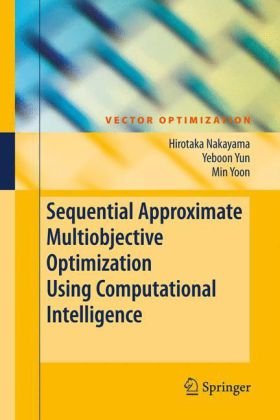 VECTOR OPTIMIZATION
Hirotaka Nakayama
Yeboon Yun
Min Yoon
Sequential Approximate
Multiobjective
Optimization
Using Computational
Intelligence
Springer